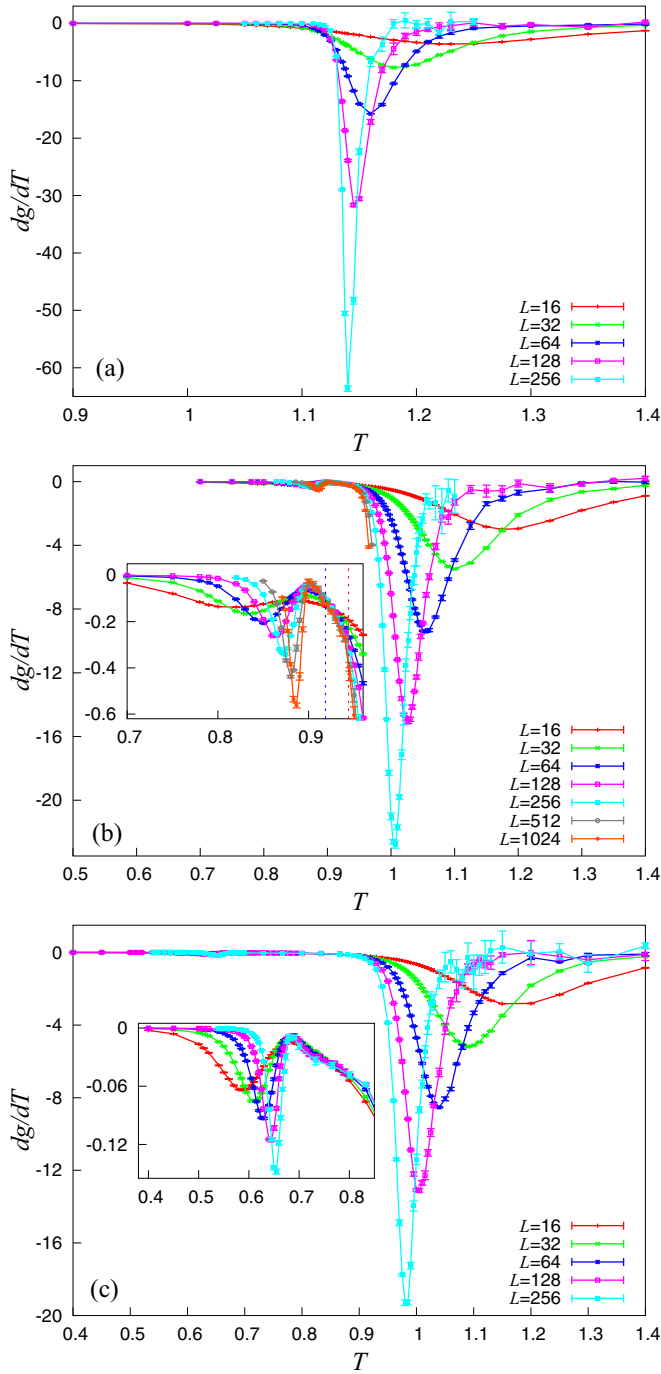 0
-10
-20
-30
-40
-50
-60
dg/dT
L=16
L=32
L=64
L=128
L=256
(a)
0.9 1 1.1 1.2 1.3 1.4
T
0
-4
-8
-12
-16
-20
dg/dT
0
-0.2
-0.4
-0.6
0.7 0.8 0.9
L=16
L=32
L=64
L=128
L=256
L=512
L=1024
(b)
0.5 0.6 0.7 0.8 0.9 1 1.1 1.2 1.3 1.4
T
0
-4
-8
-12
-16
-20
dg/dT
0
-0.06
-0.12
0.4 0.5 0.6 0.7 0.8
L=16
L=32
L=64
L=128
L=256
(c)
0.4 0.5 0.6 0.7 0.8 0.9 1 1.1 1.2 1.3 1.4
T